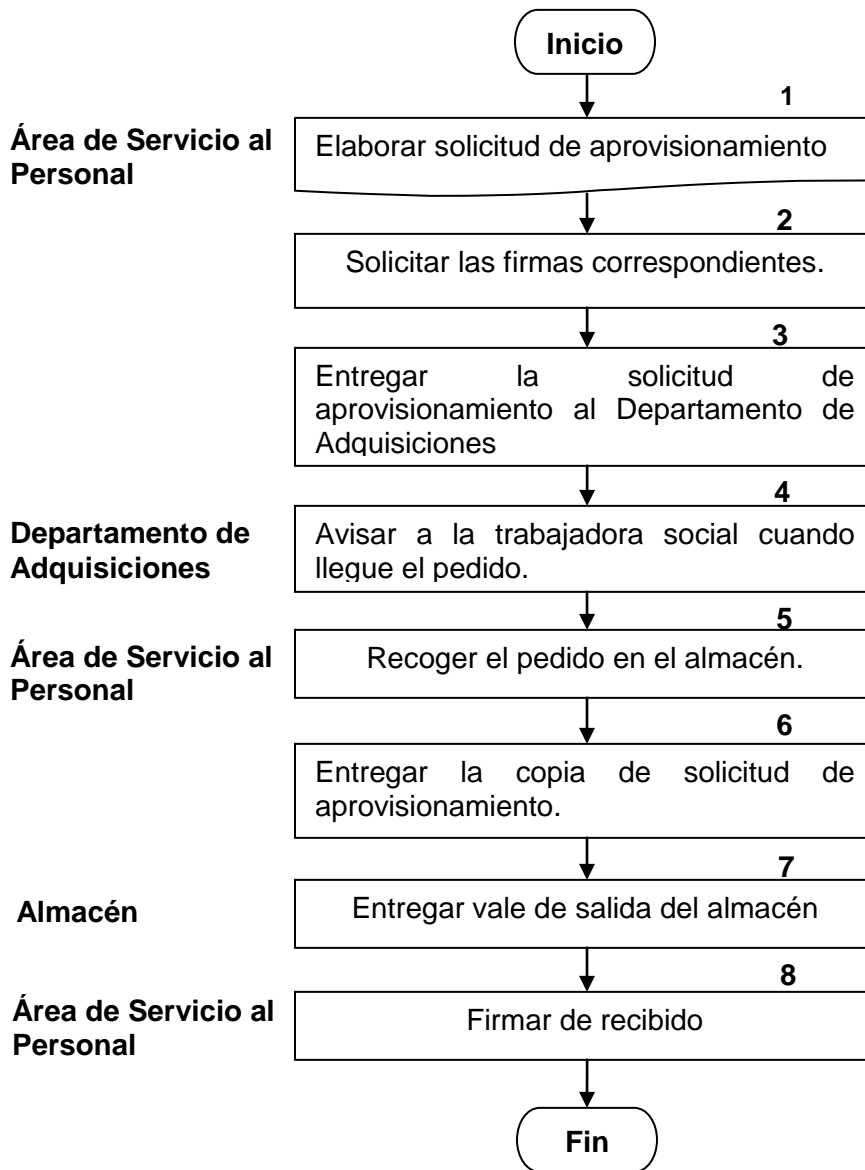 Inicio
1
Área de Servicio al
Personal
Elaborar solicitud de aprovisionamiento
2
Solicitar las firmas correspondientes.
3
Entregar la solicitud de
aprovisionamiento al Departamento de
Adquisiciones
4
Departamento de
Adquisiciones
Avisar a la trabajadora social cuando
llegue el pedido.
5
Área de Servicio al
Personal
Recoger el pedido en el almacén.
6
Entregar la copia de solicitud de
aprovisionamiento.
7
Almacén
Entregar vale de salida del almacén
8
Área de Servicio al
Personal
Firmar de recibido
Fin